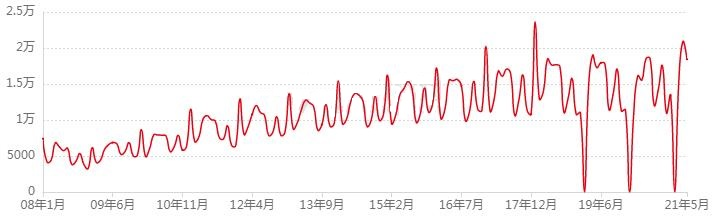 2.5万
2万
1.5万
1万
5000
0
08年1月 09年6月 10年11月 12年4月 13年9月 15年2月 16年7月 17年12月 19年6月 21年5月